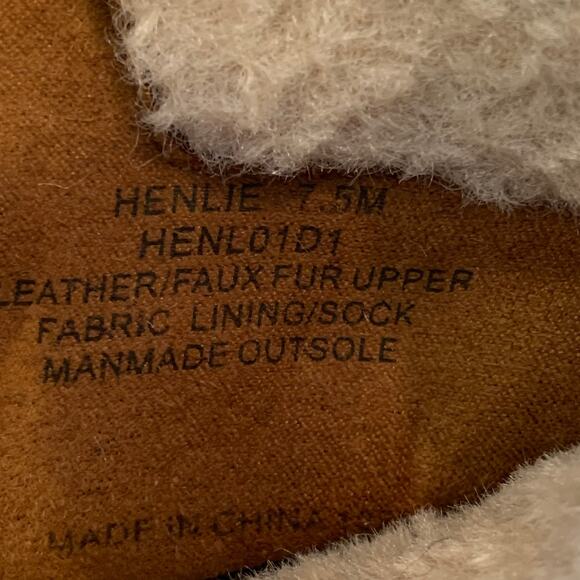 HENLIE 7.5M
HENL01D1
LEATHER/FAUX FUR UPPER
FABRIC LINING/SOCK
MANMADE OUTSOLE
MADE IN CHINA